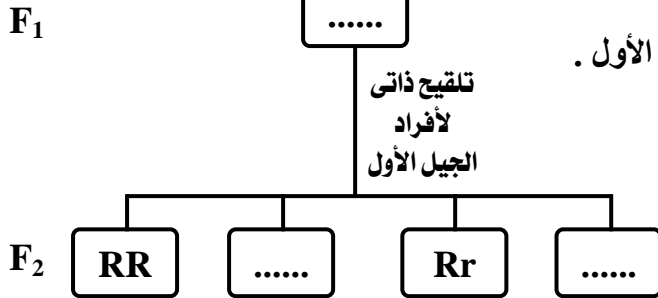 F₁
......
الأول .
تلقيح ذاتى
لأفراد
الجيل الأول
F₂
RR
......
Rr
......